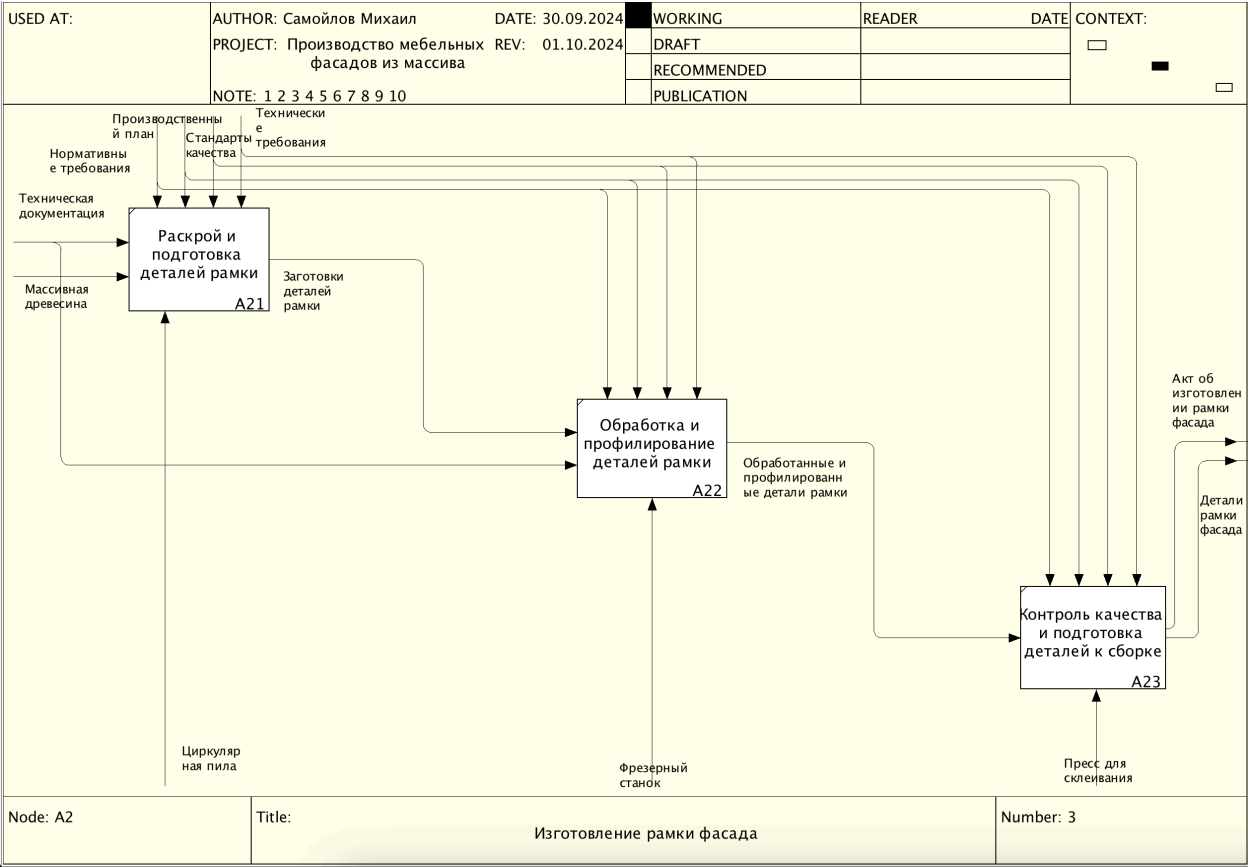 USED AT:
AUTHOR: Самойлов Михаил
DATE: 30.09.2024
WORKING
READER
DATE
CONTEXT:
PROJECT: Производство мебельных
фасадов из массива
REV: 01.10.2024
DRAFT
RECOMMENDED
NOTE: 1 2 3 4 5 6 7 8 9 10
PUBLICATION
Производственны
й план
Стандарты
качества
Технически
е
требования
Нормативны
е требования
Техническая
документация
Массивная
древесина
Раскрой и
подготовка
деталей рамки
A21
Заготовки
деталей
рамки
Обработка и
профилирование
деталей рамки
A22
Обработанные и
профилированн
ые детали рамки
Акт об
изготовлен
ии рамки
фасада
Детали
рамки
фасада
Контроль качества
и подготовка
деталей к сборке
A23
Циркуляр
ная пила
Фрезерный
станок
Пресс для
склеивания
Node: A2
Title:
Изготовление рамки фасада
Number: 3